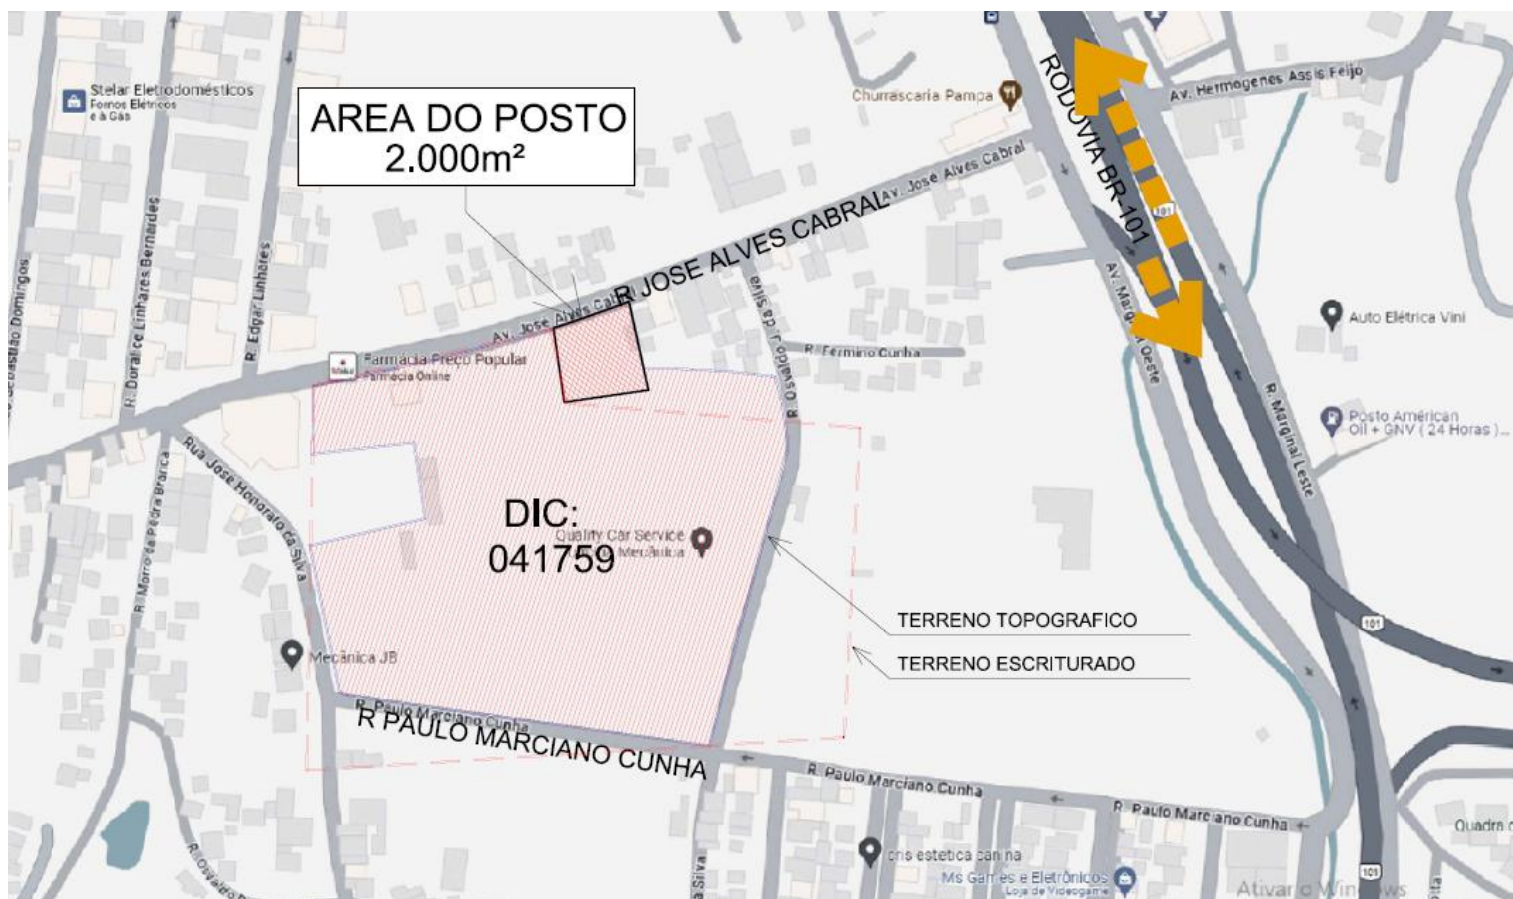 Stelar Eletrodomésticos
Fornos Elétricos
e à Gás
AREA DO POSTO
2.000m²
Churrascaria Pampa
RODOVIA BR-101
101
Av. Hermogenes Assis Feijo
Av. Jose Alves Cabral
R JOSE ALVES CABRAL
Av. Jose Alves Cabral
R. Doralice Linhares Bernardes
R. Edgar Linhares
Farmácia Preço Popular
Farmácia Online
R. Osvaldo J. da Silva
R. Fermino Cunha
Av. Marginal Oeste
Auto Elétrica Vini
R. Marginal Leste
Posto American
Oil + GNV ( 24 Horas )...
Rua Jose Honorato da Silva
R. Morro da Pedra Branca
DIC:
041759
Quality Car Service
Mecânica
TERRENO TOPOGRAFICO
TERRENO ESCRITURADO
101
Mecânica JB
R. Paulo Marciano Cunha
R PAULO MARCIANO CUNHA
R. Paulo Marciano Cunha
R. Paulo Marciano Cunha
Quadra
cris estetica canina
Ms Games e Eletrônicos
Loja de Videogame
101
Ativar o Windows